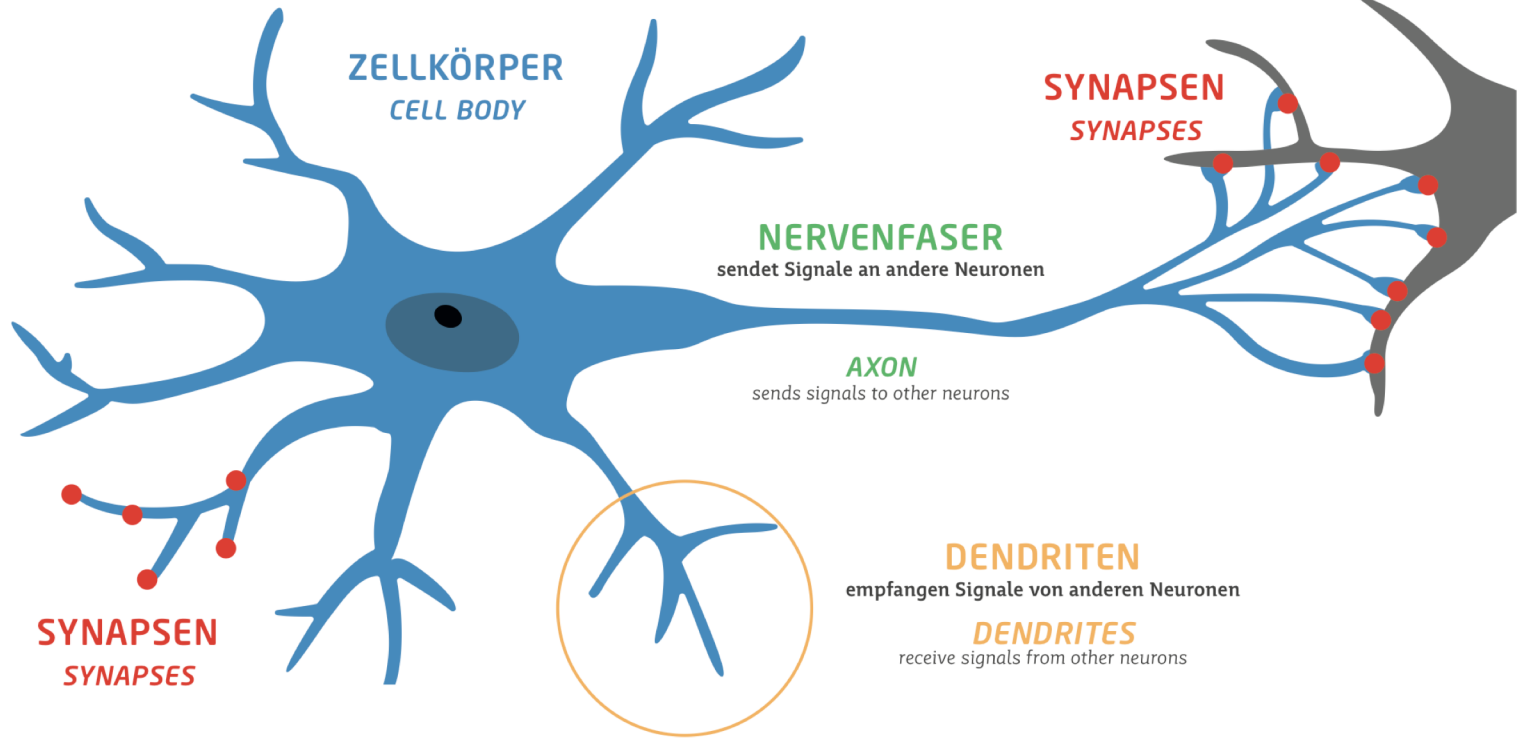 ZELLKÖRPER
CELL BODY
SYNAPSEN
SYNAPSES
NERVENFASER
sendet Signale an andere Neuronen
AXON
sends signals to other neurons
DENDRITEN
empfangen Signale von anderen Neuronen
DENDRITES
receive signals from other neurons
SYNAPSEN
SYNAPSES